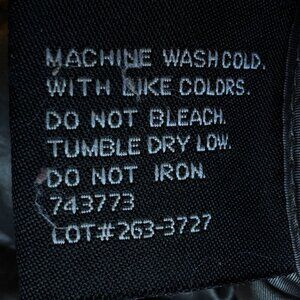 MACHINE WASH COLD.
WITH LIKE COLORS.
DO NOT BLEACH.
TUMBLE DRY LOW.
DO NOT IRON.
743773
LOT# 263-3727